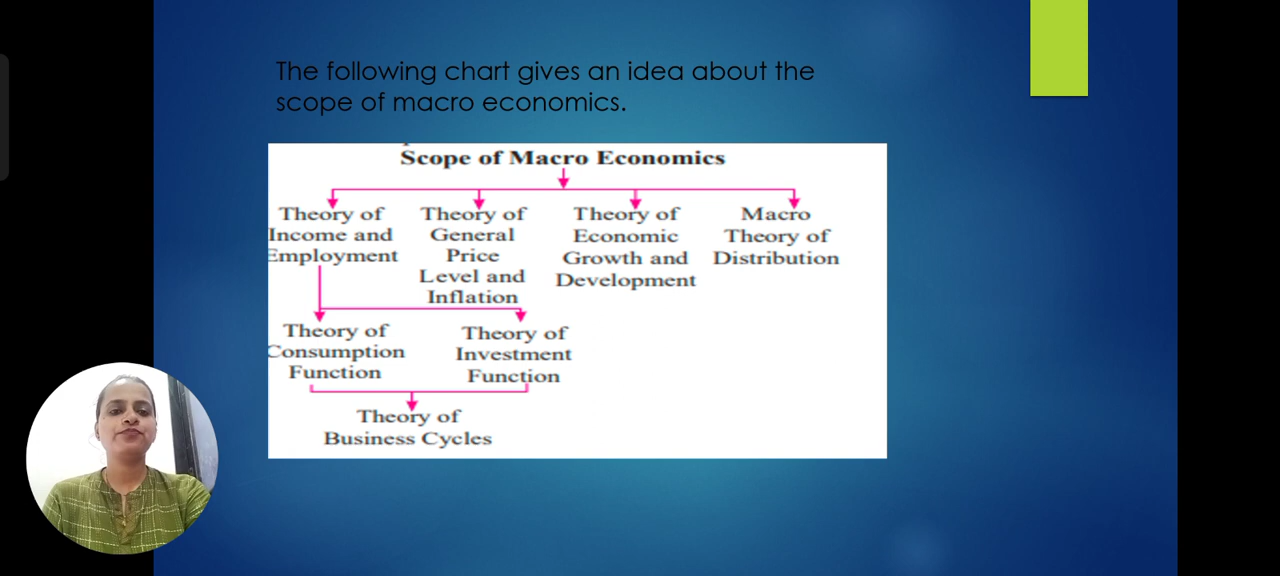 The following chart gives an idea about the
scope of macro economics.
Scope of Macro Economics
Theory of
Income and
Employment
Theory of
General
Price
Level and
Inflation
Theory of
Economic
Growth and
Development
Macro
Theory of
Distribution
Theory of
Consumption
Function
Theory of
Investment
Function
Theory of
Business Cycles